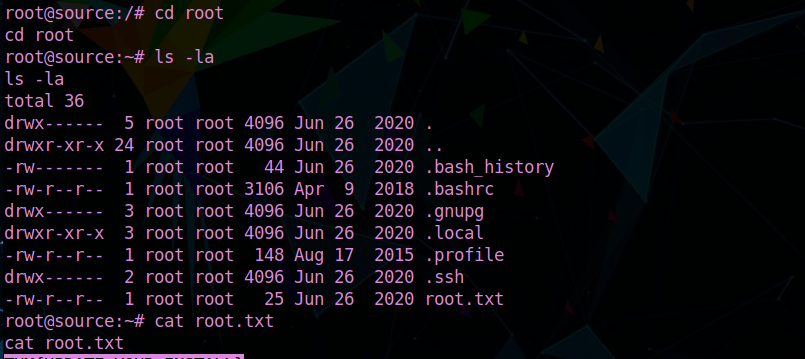 root@source:/# cd root
cd root
root@source:~# ls -la
ls -la
total 36
drwx------  5 root root 4096 Jun 26  2020 .
drwxr-xr-x 24 root root 4096 Jun 26  2020 ..
-rw-------  1 root root   44 Jun 26  2020 .bash_history
-rw-r--r--  1 root root 3106 Apr  9  2018 .bashrc
drwx------  3 root root 4096 Jun 26  2020 .gnupg
drwxr-xr-x  3 root root 4096 Jun 26  2020 .local
-rw-r--r--  1 root root  148 Aug 17  2015 .profile
drwx------  2 root root 4096 Jun 26  2020 .ssh
-rw-r--r--  1 root root   25 Jun 26  2020 root.txt
root@source:~# cat root.txt
cat root.txt